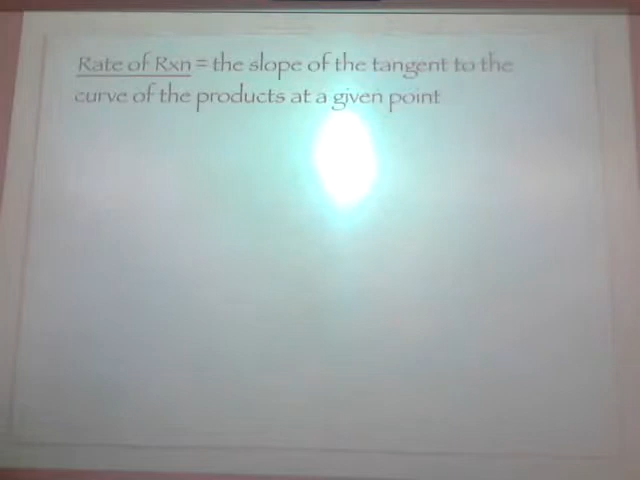 Rate of Rxn = the slope of the tangent to the
curve of the products at a given point